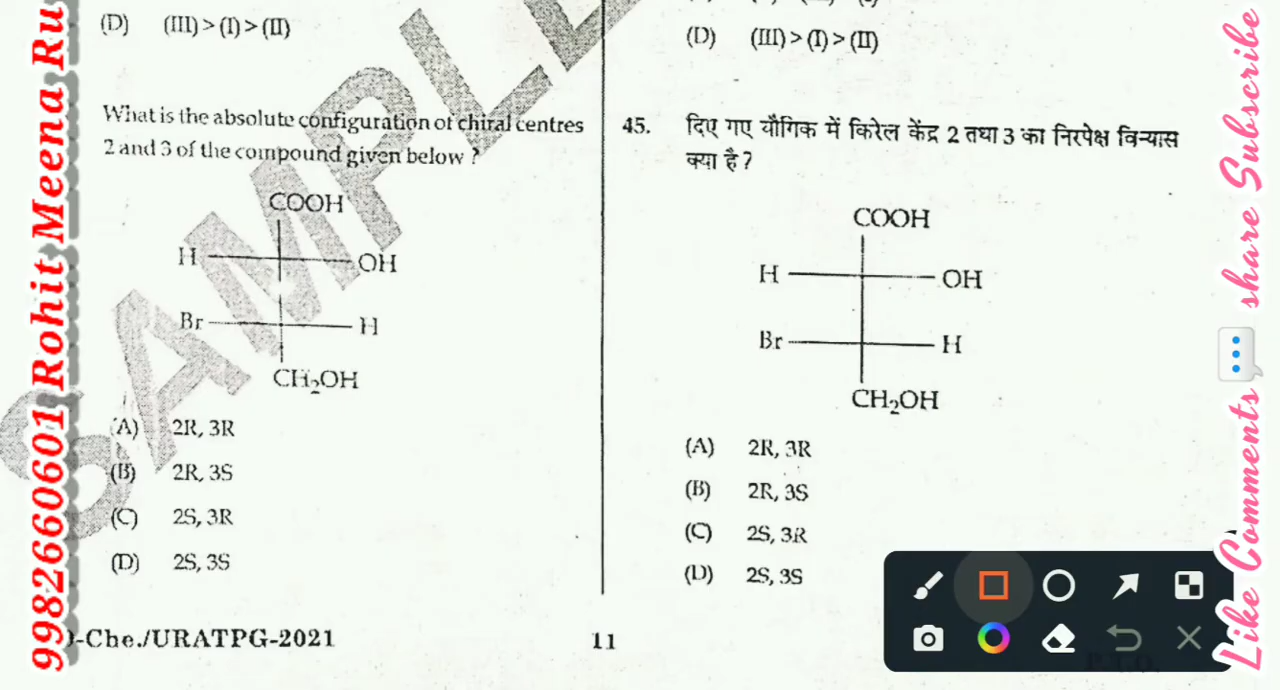 (D) (III) > (I) > (II)
What is the absolute configuration of chiral centres
2 and 3 of the compound given below ?
COOH
H OH
Br H
CH₂OH
(A) 2R, 3R
(B) 2R, 3S
(C) 2S, 3R
(D) 2S, 3S
-Che./URATPG-2021
11
(D) (III) > (I) > (II)
45. दिए गए यौगिक में किरेल केंद्र 2 तथा 3 का निरपेक्ष विन्यास
क्या है ?
COOH
H OH
Br H
CH₂OH
(A) 2R, 3R
(B) 2R, 3S
(C) 2S, 3R
(D) 2S, 3S
P.T.O.
SAMPLE
9982660601 Rohit Meena Ru
Like Comments share Subscribe